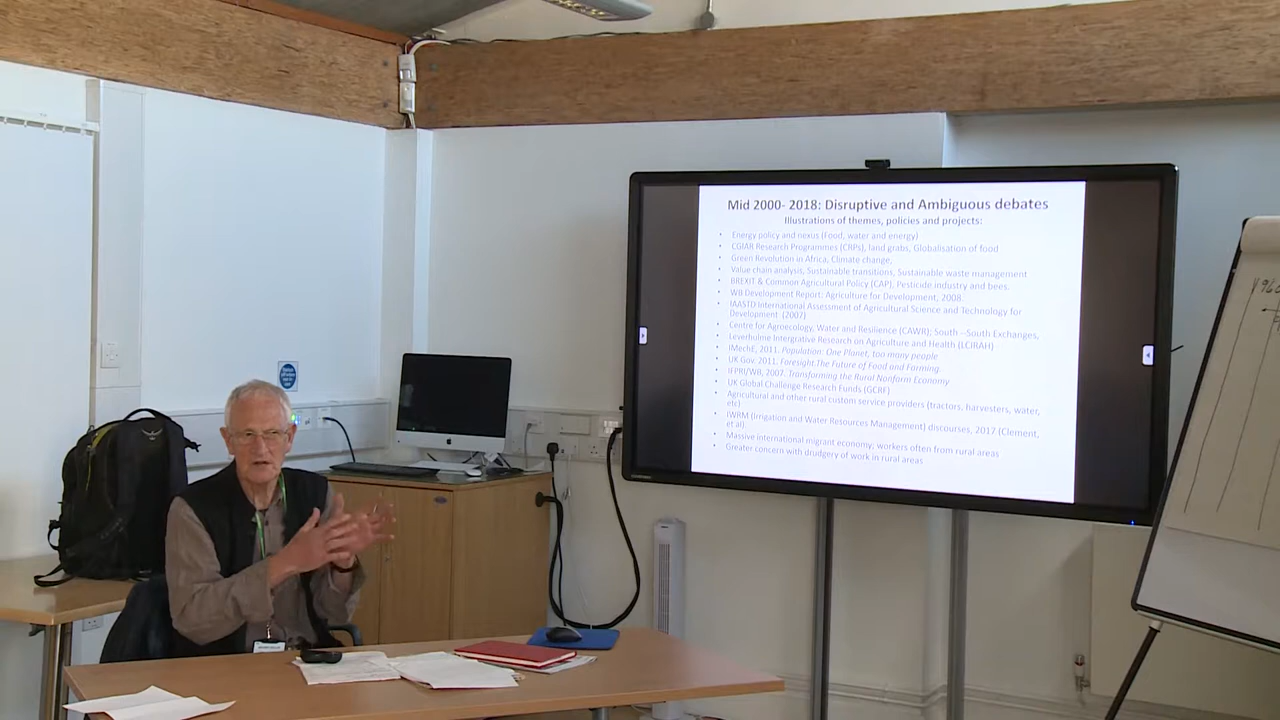 Mid 2000- 2018: Disruptive and Ambiguous debates
Illustrations of themes, policies and projects:
• Energy policy and nexus (Food, water and energy)
• CGIAR Research Programmes (CRPs), land grabs, Globalisation of food
• Green Revolution in Africa, Climate change,
• Value chain analysis, Sustainable transitions, Sustainable waste management
• BREXIT & Common Agricultural Policy (CAP), Pesticide industry and bees.
• WB Development Report: Agriculture for Development, 2008.
• IAASTD International Assessment of Agricultural Science and Technology for
Development (2007)
• Centre for Agroecology, Water and Resilience (CAWR); South – South Exchanges,
• Leverhulme Intergrative Research on Agriculture and Health (LCIRAH)
• IMechE, 2011. Population: One Planet, too many people
• UK Gov. 2011. Foresight.The Future of Food and Farming.
• IFPRI/WB, 2007. Transforming the Rural Nonform Economy
• UK Global Challenge Research Funds (GCRF)
• Agricultural and other rural custom service providers (tractors, harvesters, water,
etc)
• IWRM (Irrigation and Water Resources Management) discourses, 2017 (Clement,
et al)
• Massive international migrant economy, workers often from rural areas
• Greater concern with drudgery of work in rural areas